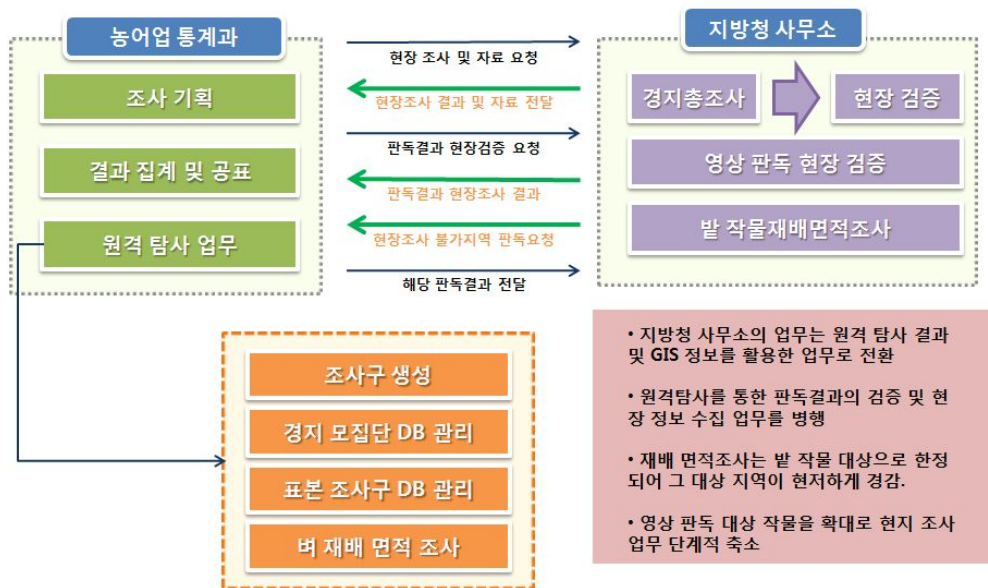 농어업 통계과
조사 기획
결과 집계 및 공표
원격 탐사 업무
현장 조사 및 자료 요청
현장조사 결과 및 자료 전달
판독결과 현장검증 요청
판독결과 현장조사 결과
현장조사 불가지역 판독요청
해당 판독결과 전달
지방청 사무소
경지총조사
현장 검증
영상 판독 현장 검증
밭 작물재배면적조사
조사구 생성
경지 모집단 DB 관리
표본 조사구 DB 관리
벼 재배 면적 조사
• 지방청 사무소의 업무는 원격 탐사 결과
및 GIS 정보를 활용한 업무로 전환
• 원격탐사를 통한 판독결과의 검증 및 현
장 정보 수집 업무를 병행
• 재배 면적조사는 밭 작물 대상으로 한정
되어 그 대상 지역이 현저하게 경감.
• 영상 판독 대상 작물을 확대로 현지 조사
업무 단계적 축소